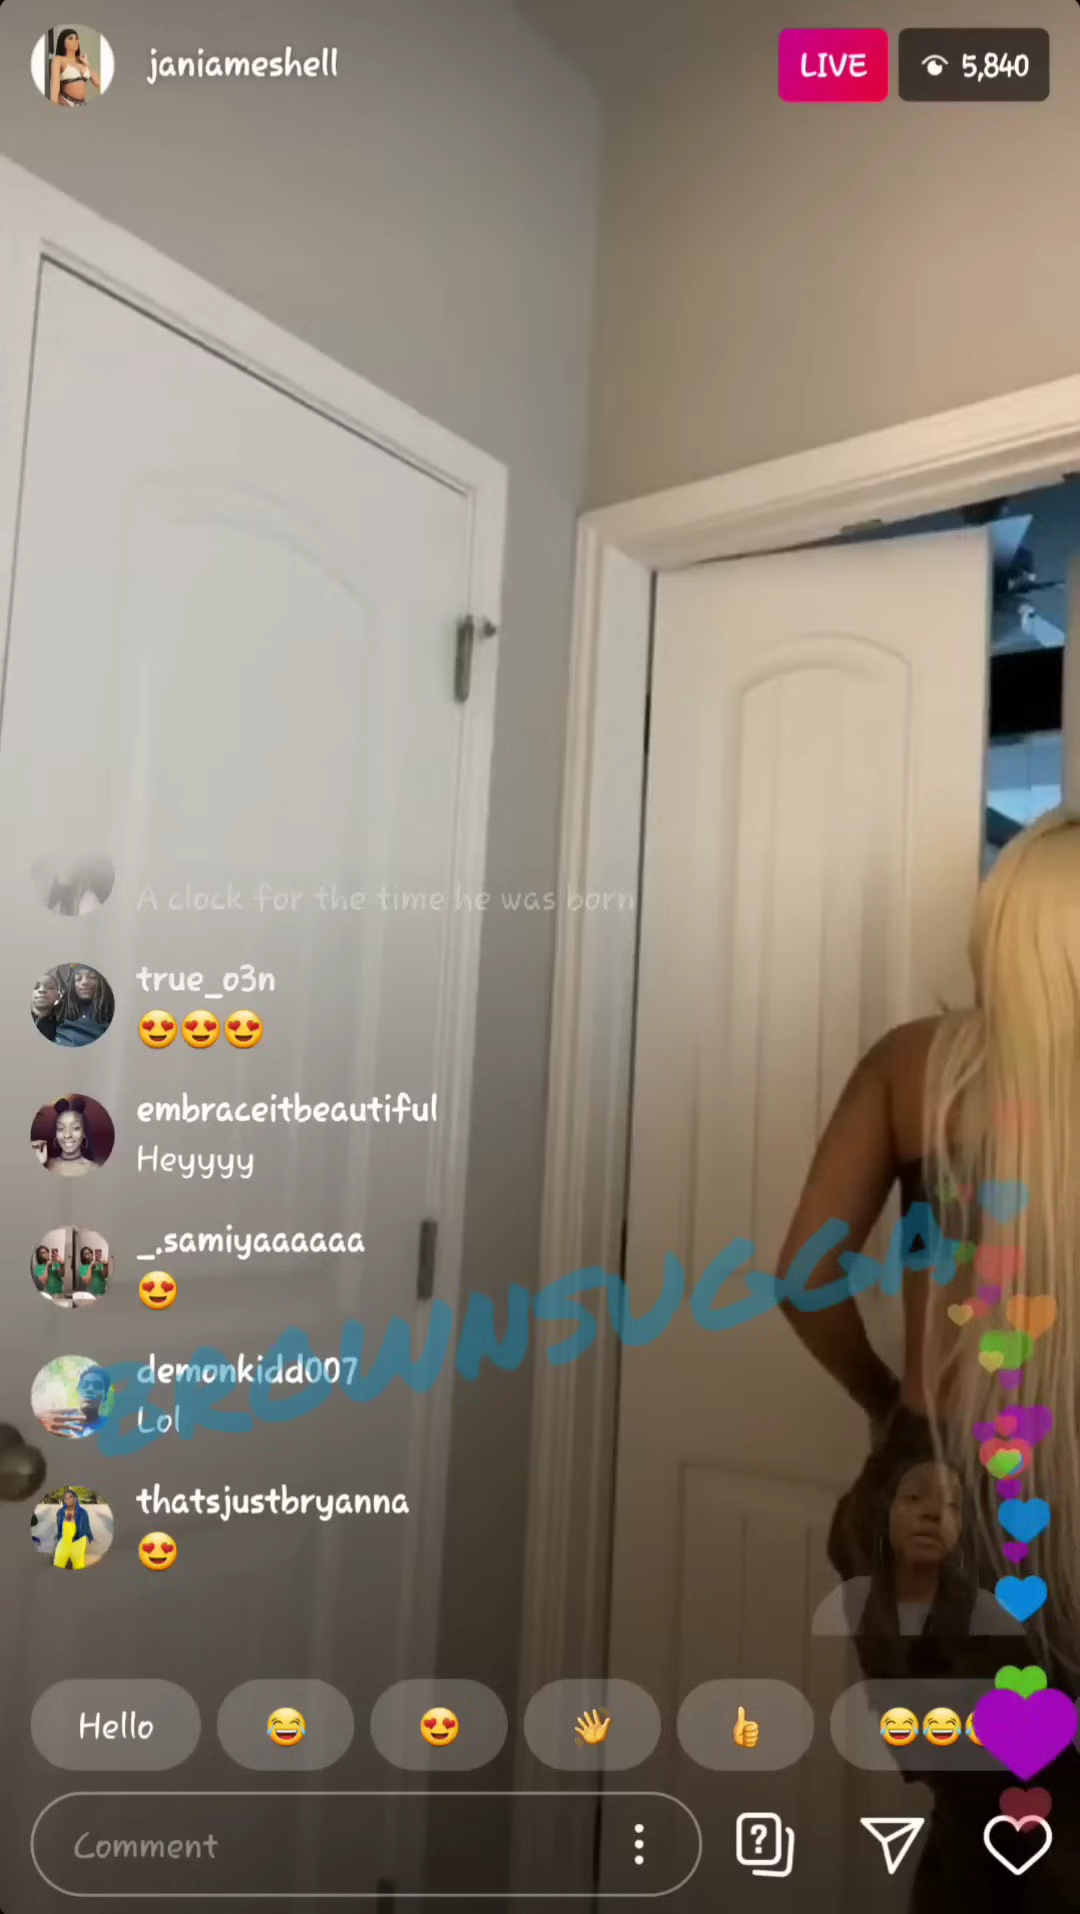 janiameshell
LIVE
5,840
A clock for the time he was born
true_o3n
😍😍😍
embraceitbeautiful
Heyyyy
_.samiyaaaaaa
😍
demonkidd007
Lol
BROWNSUGGA
thatsjustbryanna
😍
Hello 😂 😍 👋 👍 😂😂
Comment